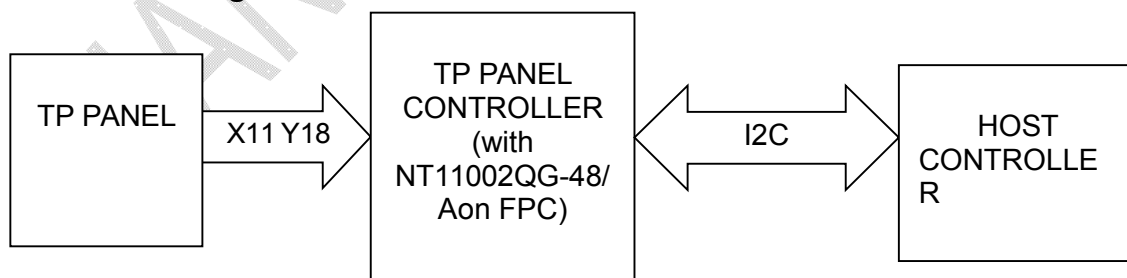 TP PANEL
X11 Y18
TP PANEL
CONTROLLER
(with
NT11002QG-48/
Aon FPC)
I2C
HOST
CONTROLLE
R